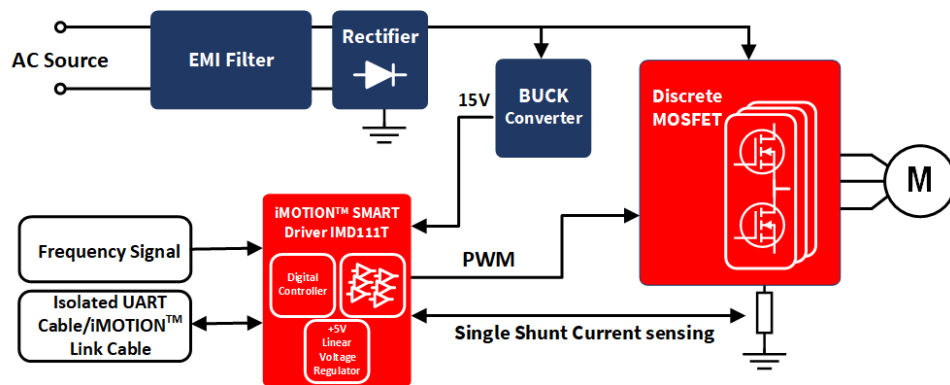 AC Source
EMI Filter
Rectifier
15V
BUCK
Converter
Discrete
MOSFET
M
iMOTION™ SMART
Driver IMD111T
Digital
Controller
+5V
Linear
Voltage
Regulator
Frequency Signal
Isolated UART
Cable/iMOTION™
Link Cable
PWM
Single Shunt Current sensing